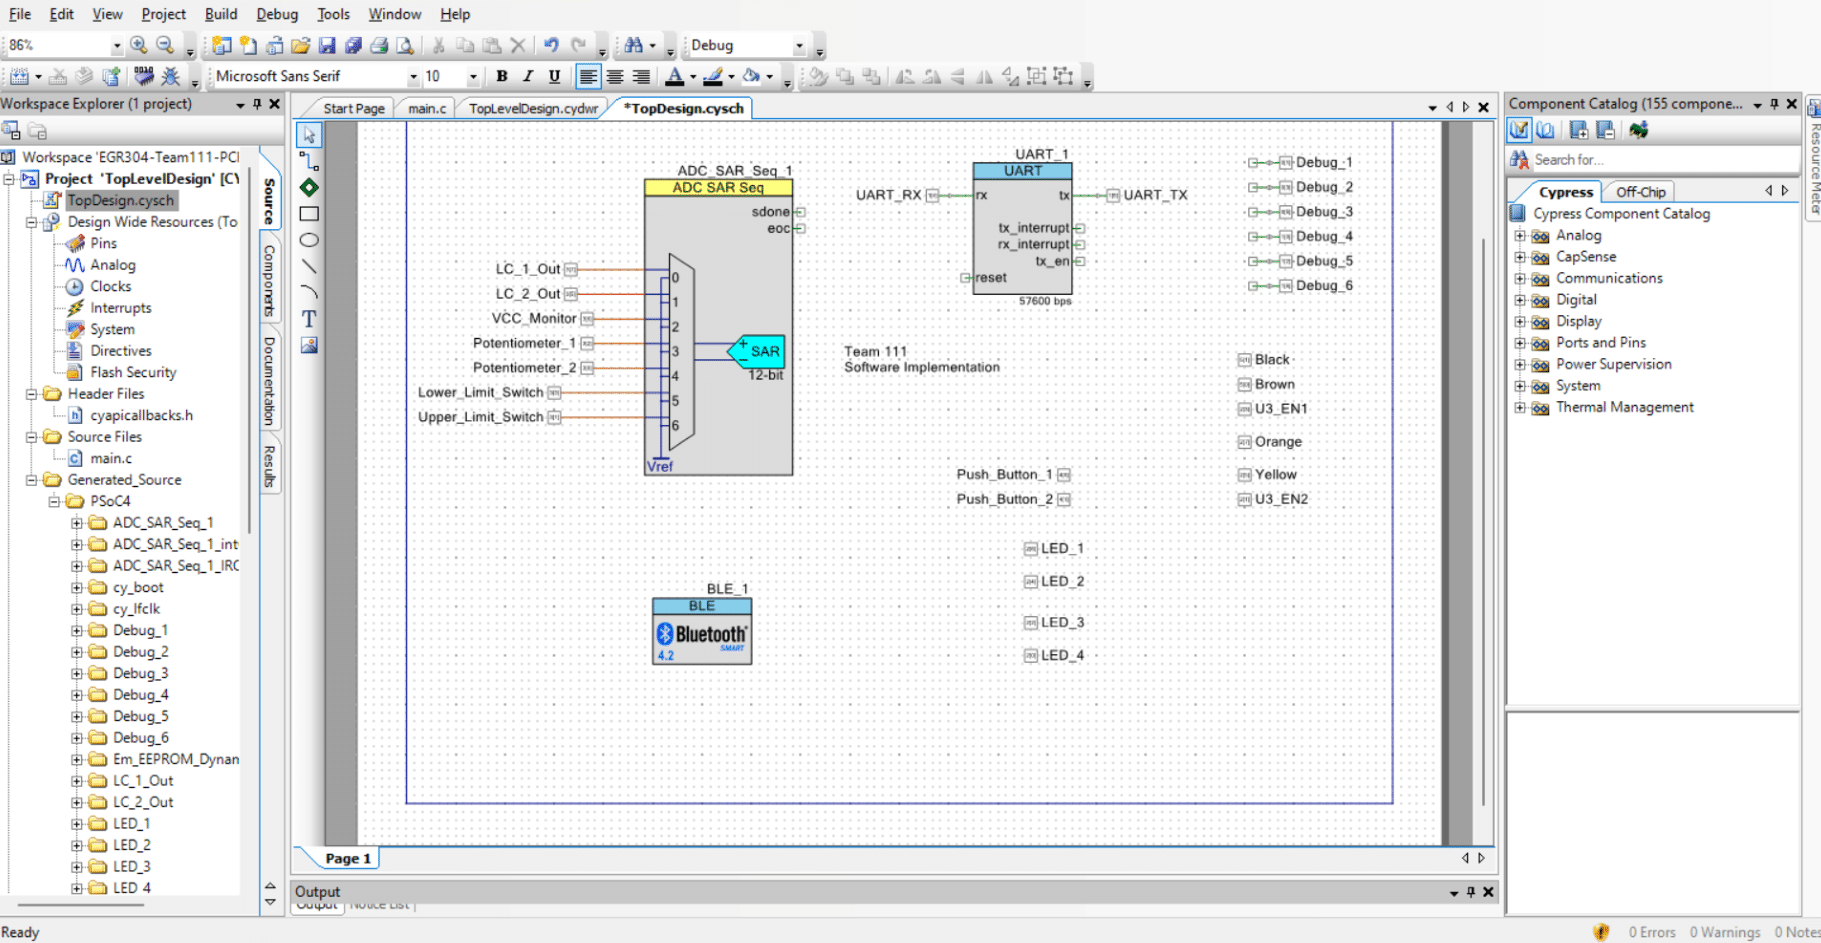 File Edit View Project Build Debug Tools Window Help
86% Debug
Microsoft Sans Serif 10 B I U A
Workspace Explorer (1 project)
Workspace 'EGR304-Team111-PCI
Project 'TopLevelDesign' [CY
TopDesign.cysch
Design Wide Resources (To
Pins
Analog
Clocks
Interrupts
System
Directives
Flash Security
Header Files
cyapicallbacks.h
Source Files
main.c
Generated_Source
PSoC4
ADC_SAR_Seq_1
ADC_SAR_Seq_1_int
ADC_SAR_Seq_1_IRC
cy_boot
cy_lfclk
Debug_1
Debug_2
Debug_3
Debug_4
Debug_5
Debug_6
Em_EEPROM_Dynan
LC_1_Out
LC_2_Out
LED_1
LED_2
LED_3
LED 4
Source
Components
Documentation
Results
Start Page main.c TopLevelDesign.cydwr *TopDesign.cysch
T
ADC_SAR_Seq_1
ADC SAR Seq
sdone
eoc
LC_1_Out
LC_2_Out
VCC_Monitor
Potentiometer_1
Potentiometer_2
Lower_Limit_Switch
Upper_Limit_Switch
0
1
2
3
4
5
6
SAR
12-bit
Vref
UART_1
UART
UART_RX rx tx UART_TX
tx_interrupt
rx_interrupt
tx_en
reset
57600 bps
Debug_1
Debug_2
Debug_3
Debug_4
Debug_5
Debug_6
Team 111
Software Implementation
Black
Brown
U3_EN1
Orange
Yellow
U3_EN2
Push_Button_1
Push_Button_2
LED_1
LED_2
LED_3
LED_4
BLE_1
BLE
Bluetooth
SMART
4.2
Page 1
Output
Output Notice List
Component Catalog (155 compone...
Search for...
Cypress Off-Chip
Cypress Component Catalog
Analog
CapSense
Communications
Digital
Display
Ports and Pins
Power Supervision
System
Thermal Management
Resource Meter
Ready
0 Errors 0 Warnings 0 Notes